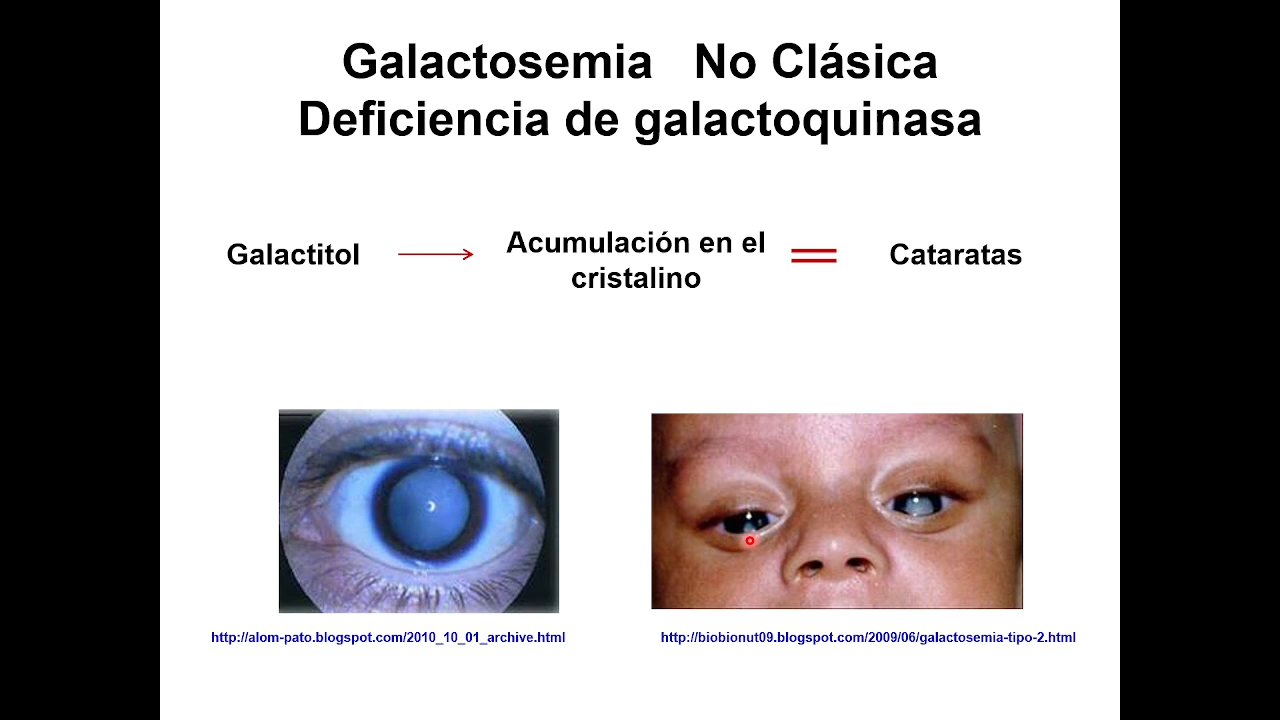 Galactosemia No Clásica
Deficiencia de galactoquinasa
Galactitol
Acumulación en el
cristalino
Cataratas
http://alom-pato.blogspot.com/2010_10_01_archive.html
http://biobionut09.blogspot.com/2009/06/galactosemia-tipo-2.html